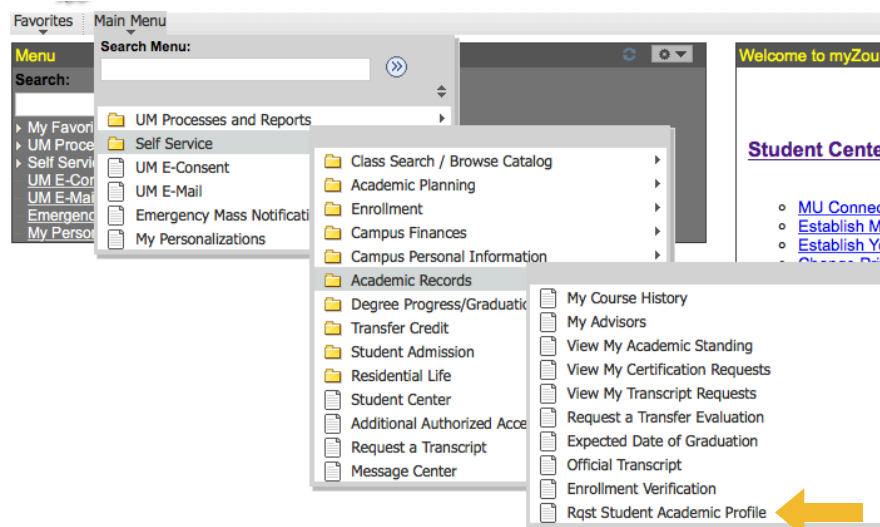 Favorites Main Menu
Menu
Search:
My Favori
UM Proce
Self Servi
UM E-Con
UM E-Mai
Emergenc
My Person
Search Menu:
UM Processes and Reports
Self Service
UM E-Consent
UM E-Mail
Emergency Mass Notificati
My Personalizations
Class Search / Browse Catalog
Academic Planning
Enrollment
Campus Finances
Campus Personal Information
Academic Records
Degree Progress/Graduatio
Transfer Credit
Student Admission
Residential Life
Student Center
Additional Authorized Acce
Request a Transcript
Message Center
My Course History
My Advisors
View My Academic Standing
View My Certification Requests
View My Transcript Requests
Request a Transfer Evaluation
Expected Date of Graduation
Official Transcript
Enrollment Verification
Rqst Student Academic Profile
Welcome to myZou
Student Cente
MU Connec
Establish M
Establish Yo